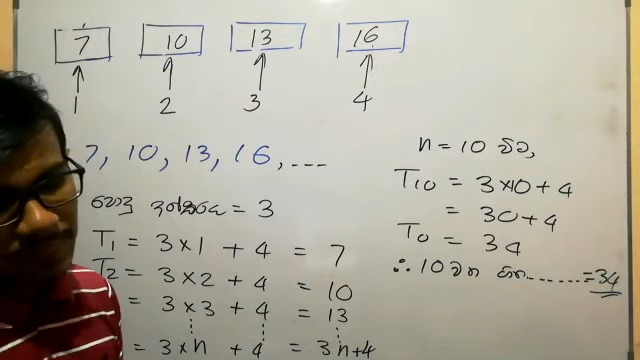 7 10 13 16
1 2 3 4
7, 10, 13, 16, ---
= 3
T₁ = 3×1 + 4 = 7
T₂ = 3×2 + 4 = 10
= 3×3 + 4 = 13
= 3×n + 4 = 3n+4
n = 10 විට,
T₁₀ = 3×10+4
= 30+4
T₀ = 34
∴ 10 වන පදය ....... = 34